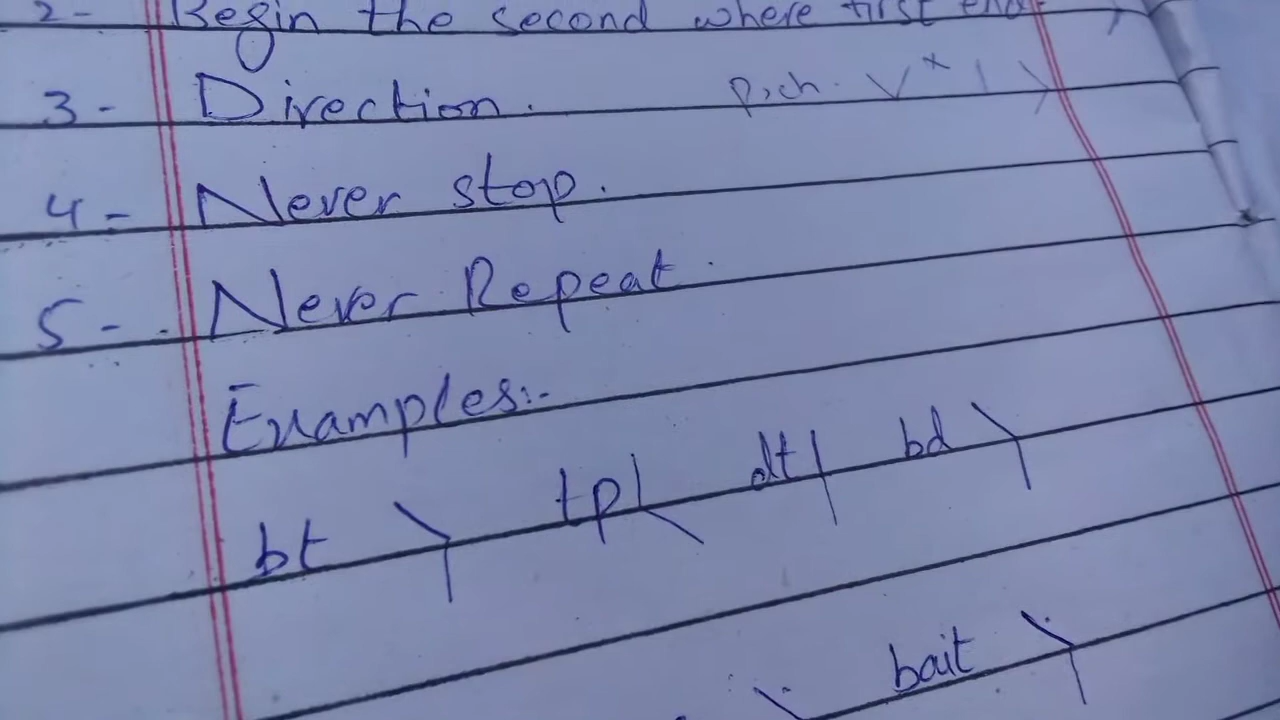 2- Begin the second where first end
3- Direction.
4- Never stop.
5- Never Repeat.
Examples:-
bt tp dt bd
bait